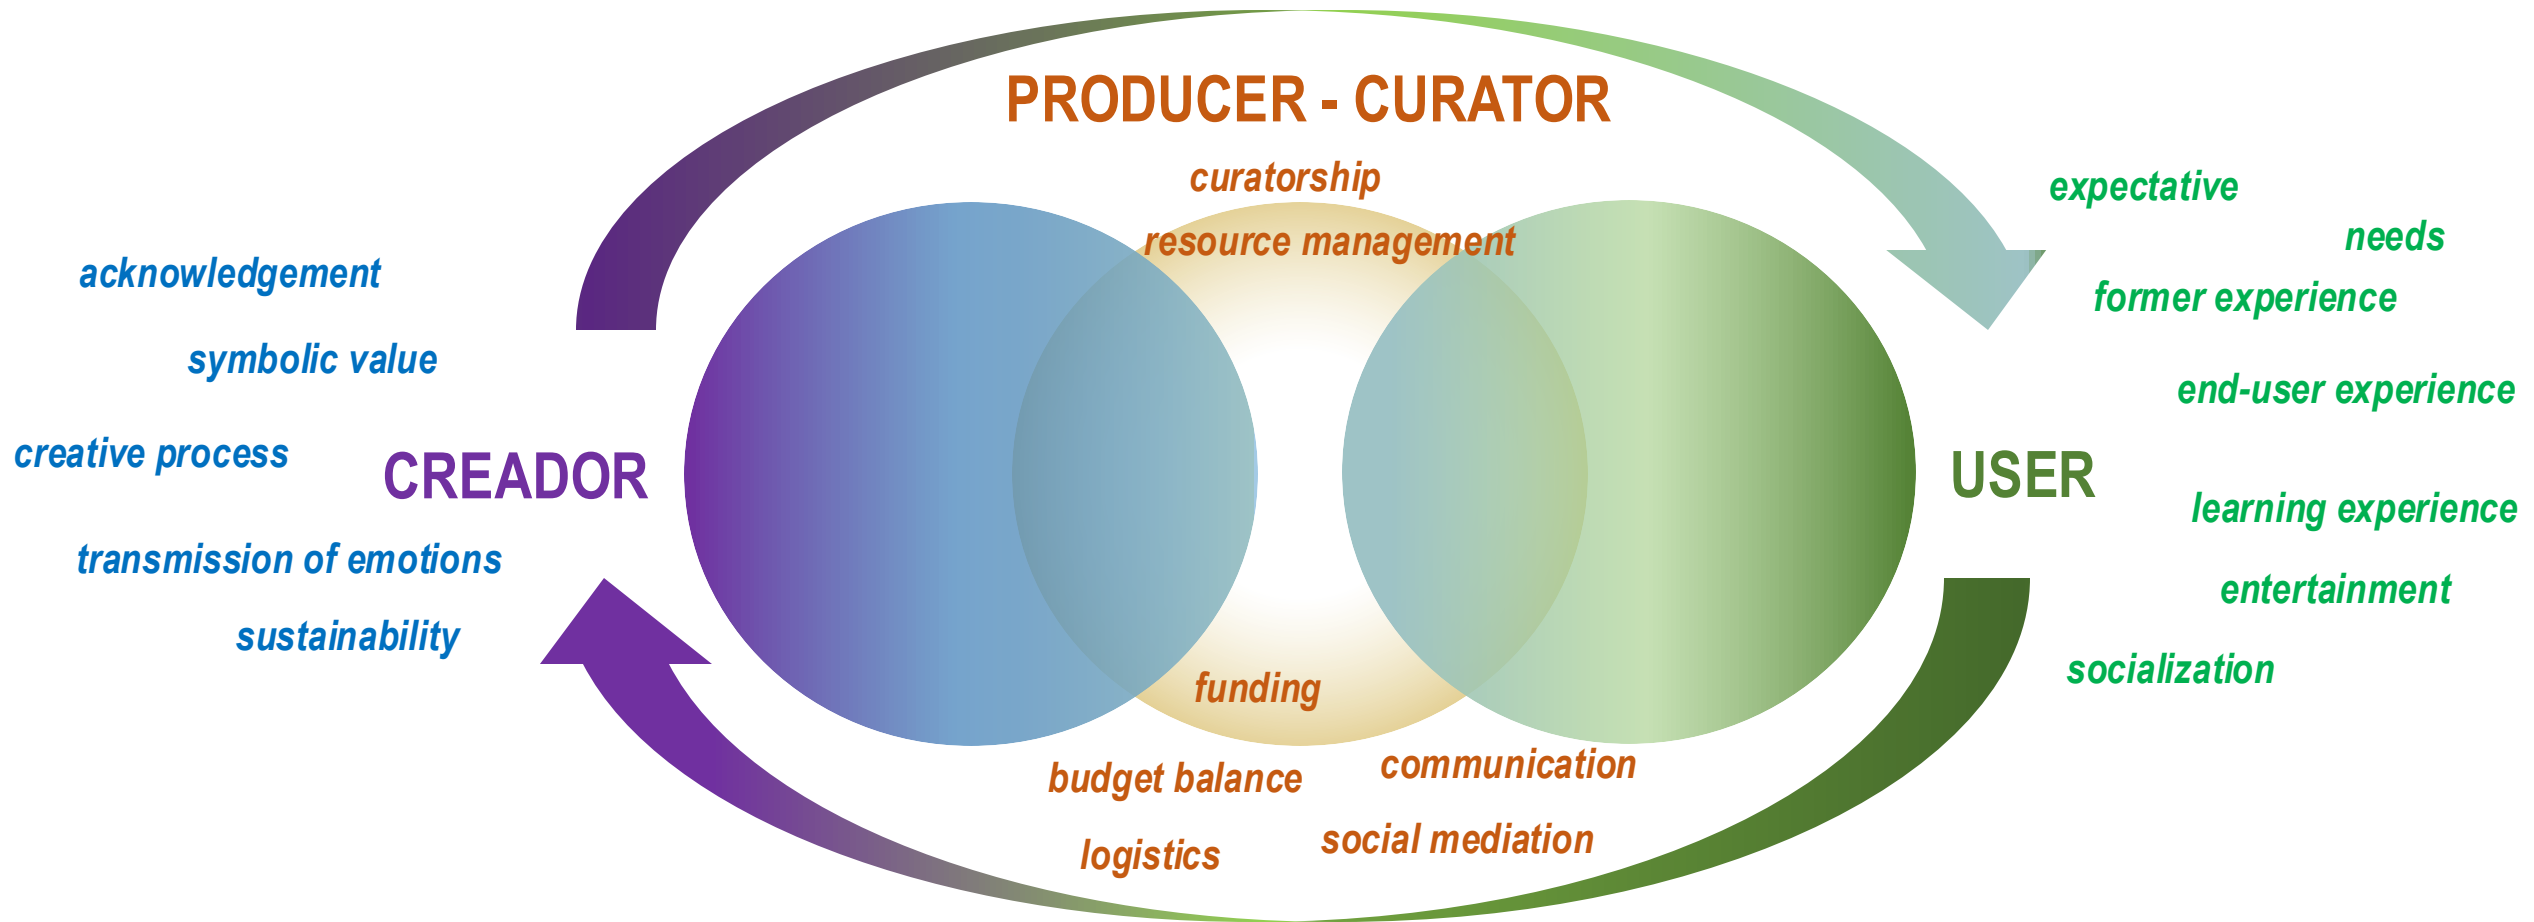 PRODUCER - CURATOR
curatorship
resource management
funding
budget balance
communication
logistics
social mediation
acknowledgement
symbolic value
creative process
CREADOR
transmission of emotions
sustainability
expectative
needs
former experience
end-user experience
USER
learning experience
entertainment
socialization